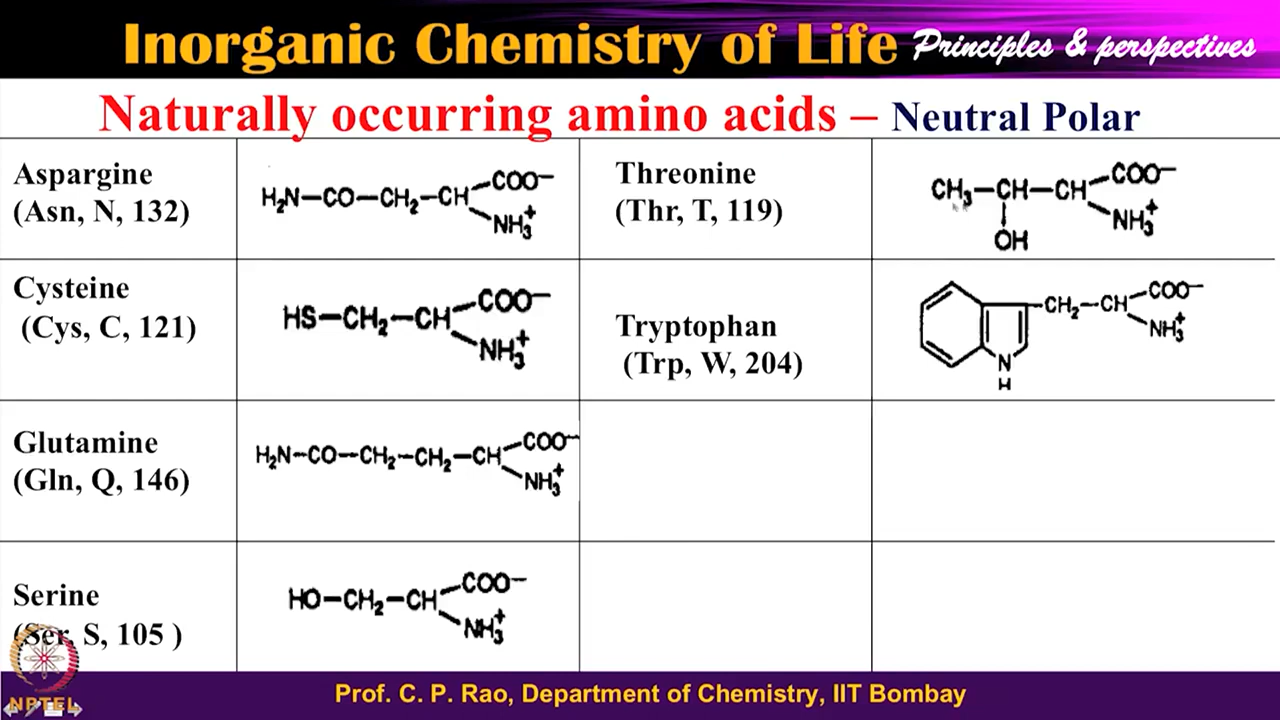 Inorganic Chemistry of Life Principles & perspectives
Naturally occurring amino acids – Neutral Polar
Aspargine
(Asn, N, 132)
H₂N–CO–CH₂–CH
COO⁻
NH₃⁺
Threonine
(Thr, T, 119)
CH₃–CH–CH
OH
COO⁻
NH₃⁺
Cysteine
(Cys, C, 121)
HS–CH₂–CH
COO⁻
NH₃⁺
Tryptophan
(Trp, W, 204)
CH₂–CH
COO⁻
NH₃⁺
N
H
Glutamine
(Gln, Q, 146)
H₂N–CO–CH₂–CH₂–CH
COO⁻
NH₃⁺
Serine
(Ser, S, 105 )
HO–CH₂–CH
COO⁻
NH₃⁺
NPTEL
Prof. C. P. Rao, Department of Chemistry, IIT Bombay